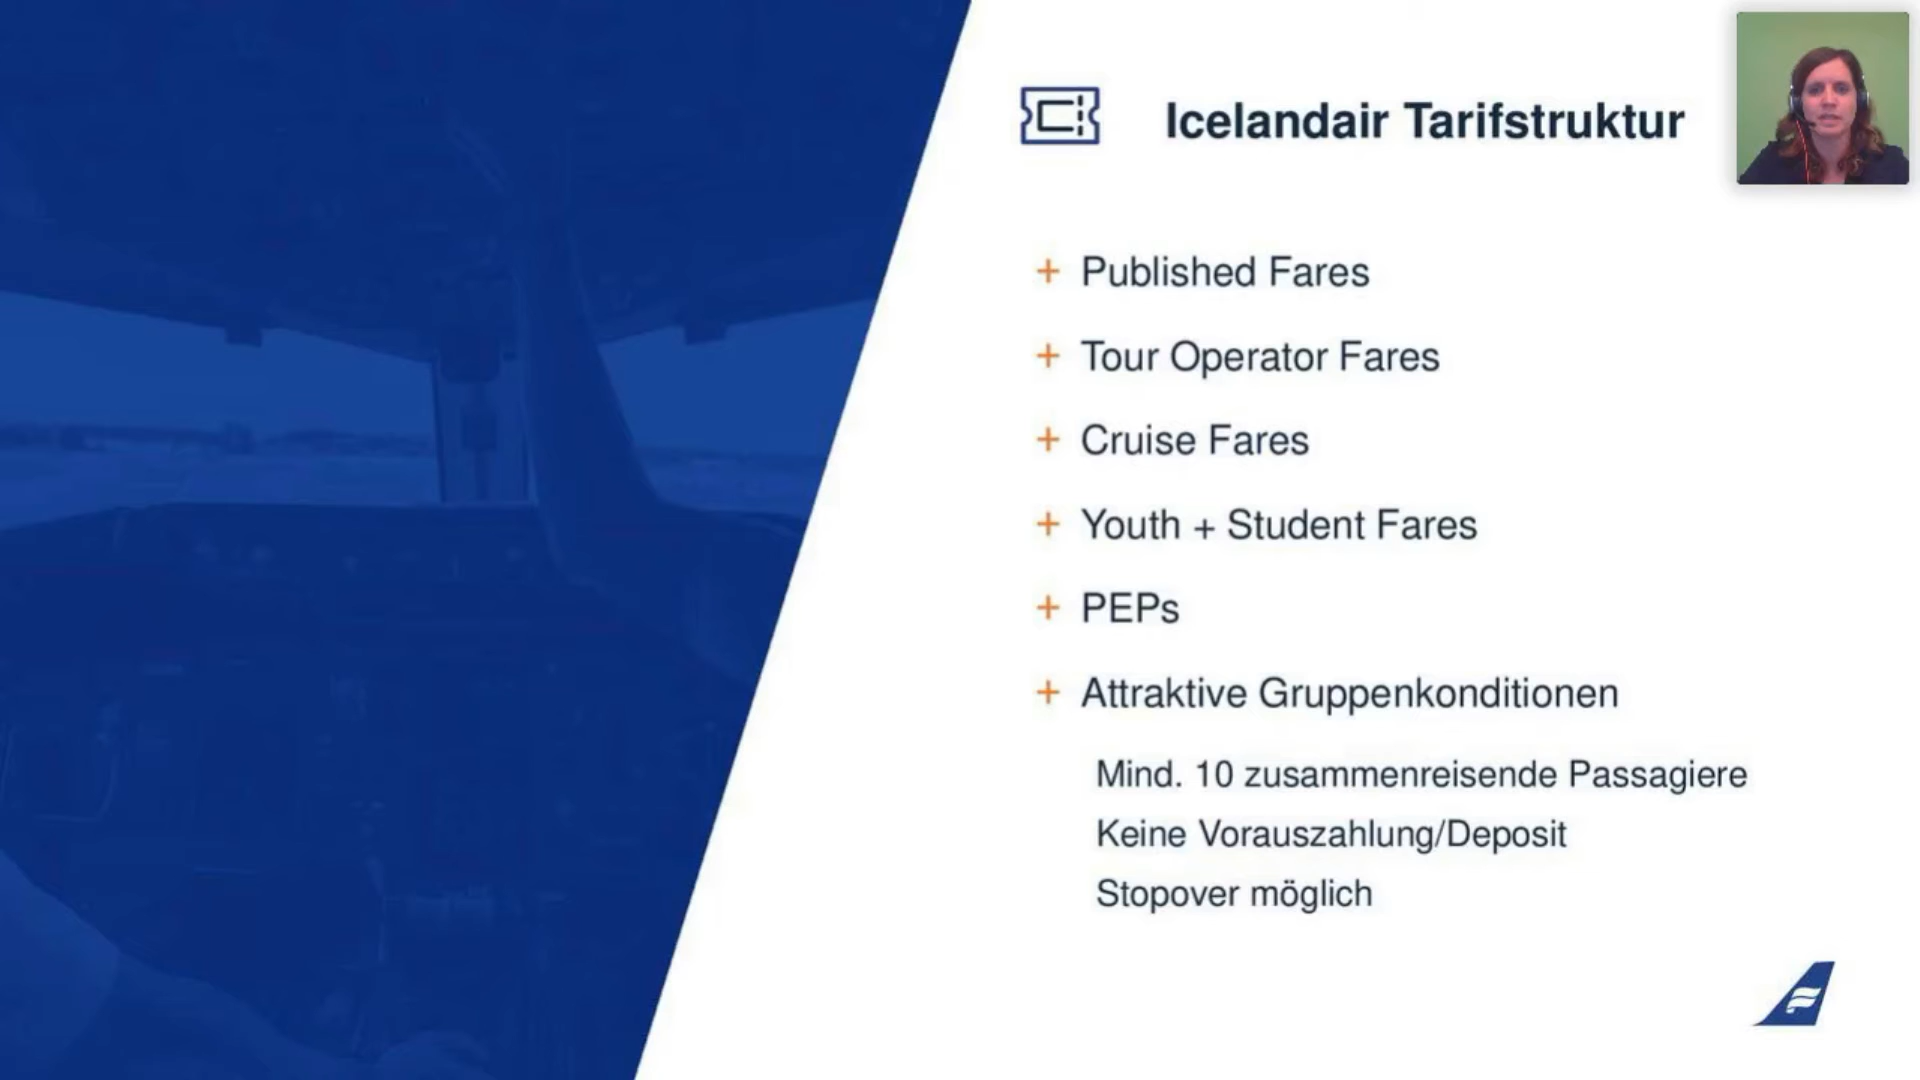 Icelandair Tarifstruktur
+ Published Fares
+ Tour Operator Fares
+ Cruise Fares
+ Youth + Student Fares
+ PEPs
+ Attraktive Gruppenkonditionen
Mind. 10 zusammenreisende Passagiere
Keine Vorauszahlung/Deposit
Stopover möglich